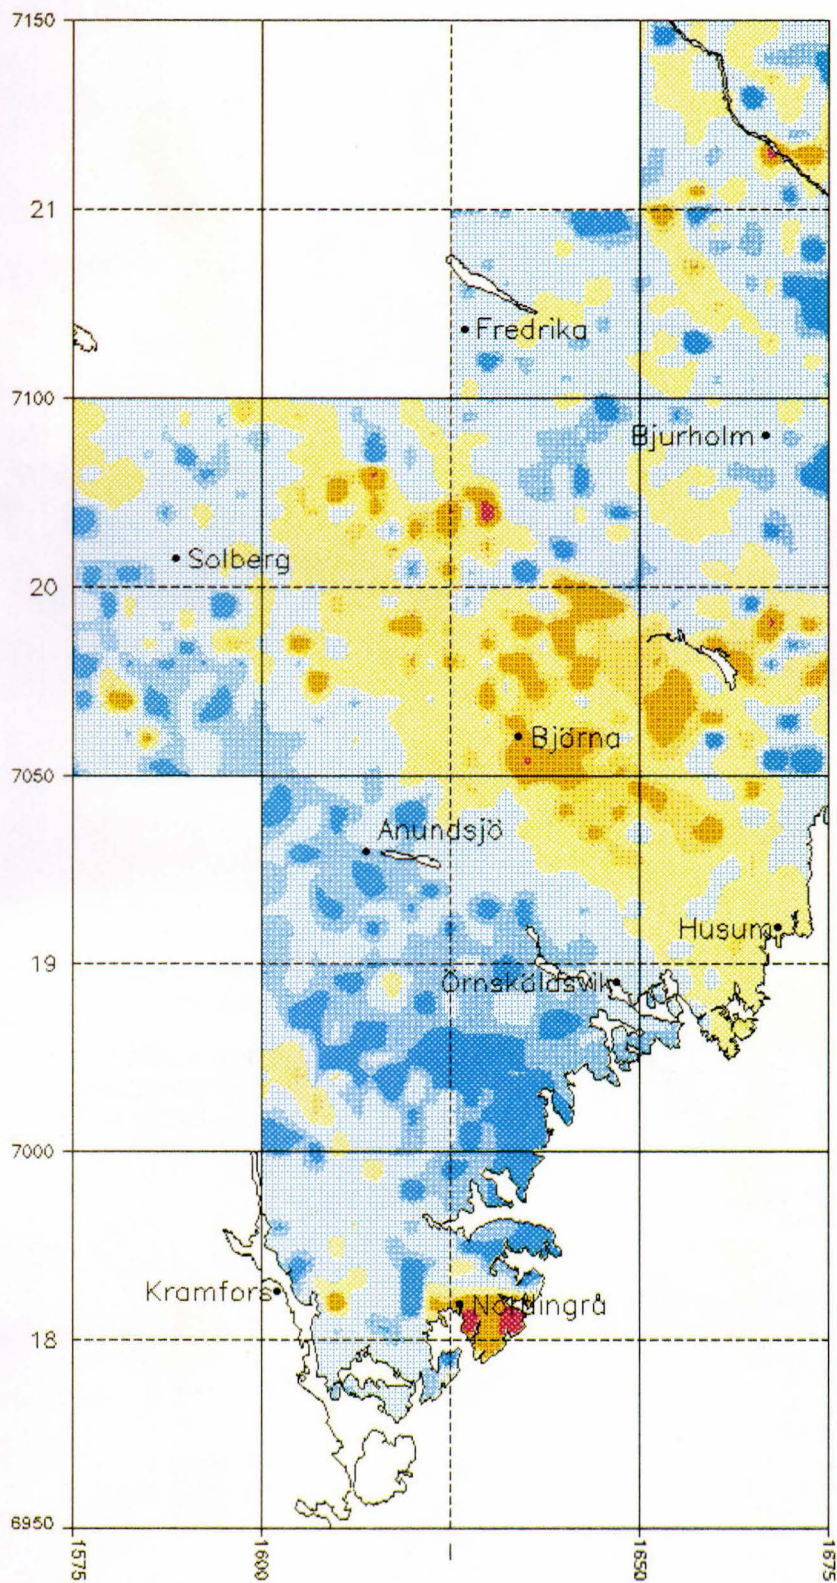 7150
21
Fredrika
7100
Bjurholm
Solberg
20
Björna
7050
Anundsjö
Husum
19
Örnsköldsvik
7000
Kramfors
Nordingrå
18
6950
1575
1600
I
1650
1675